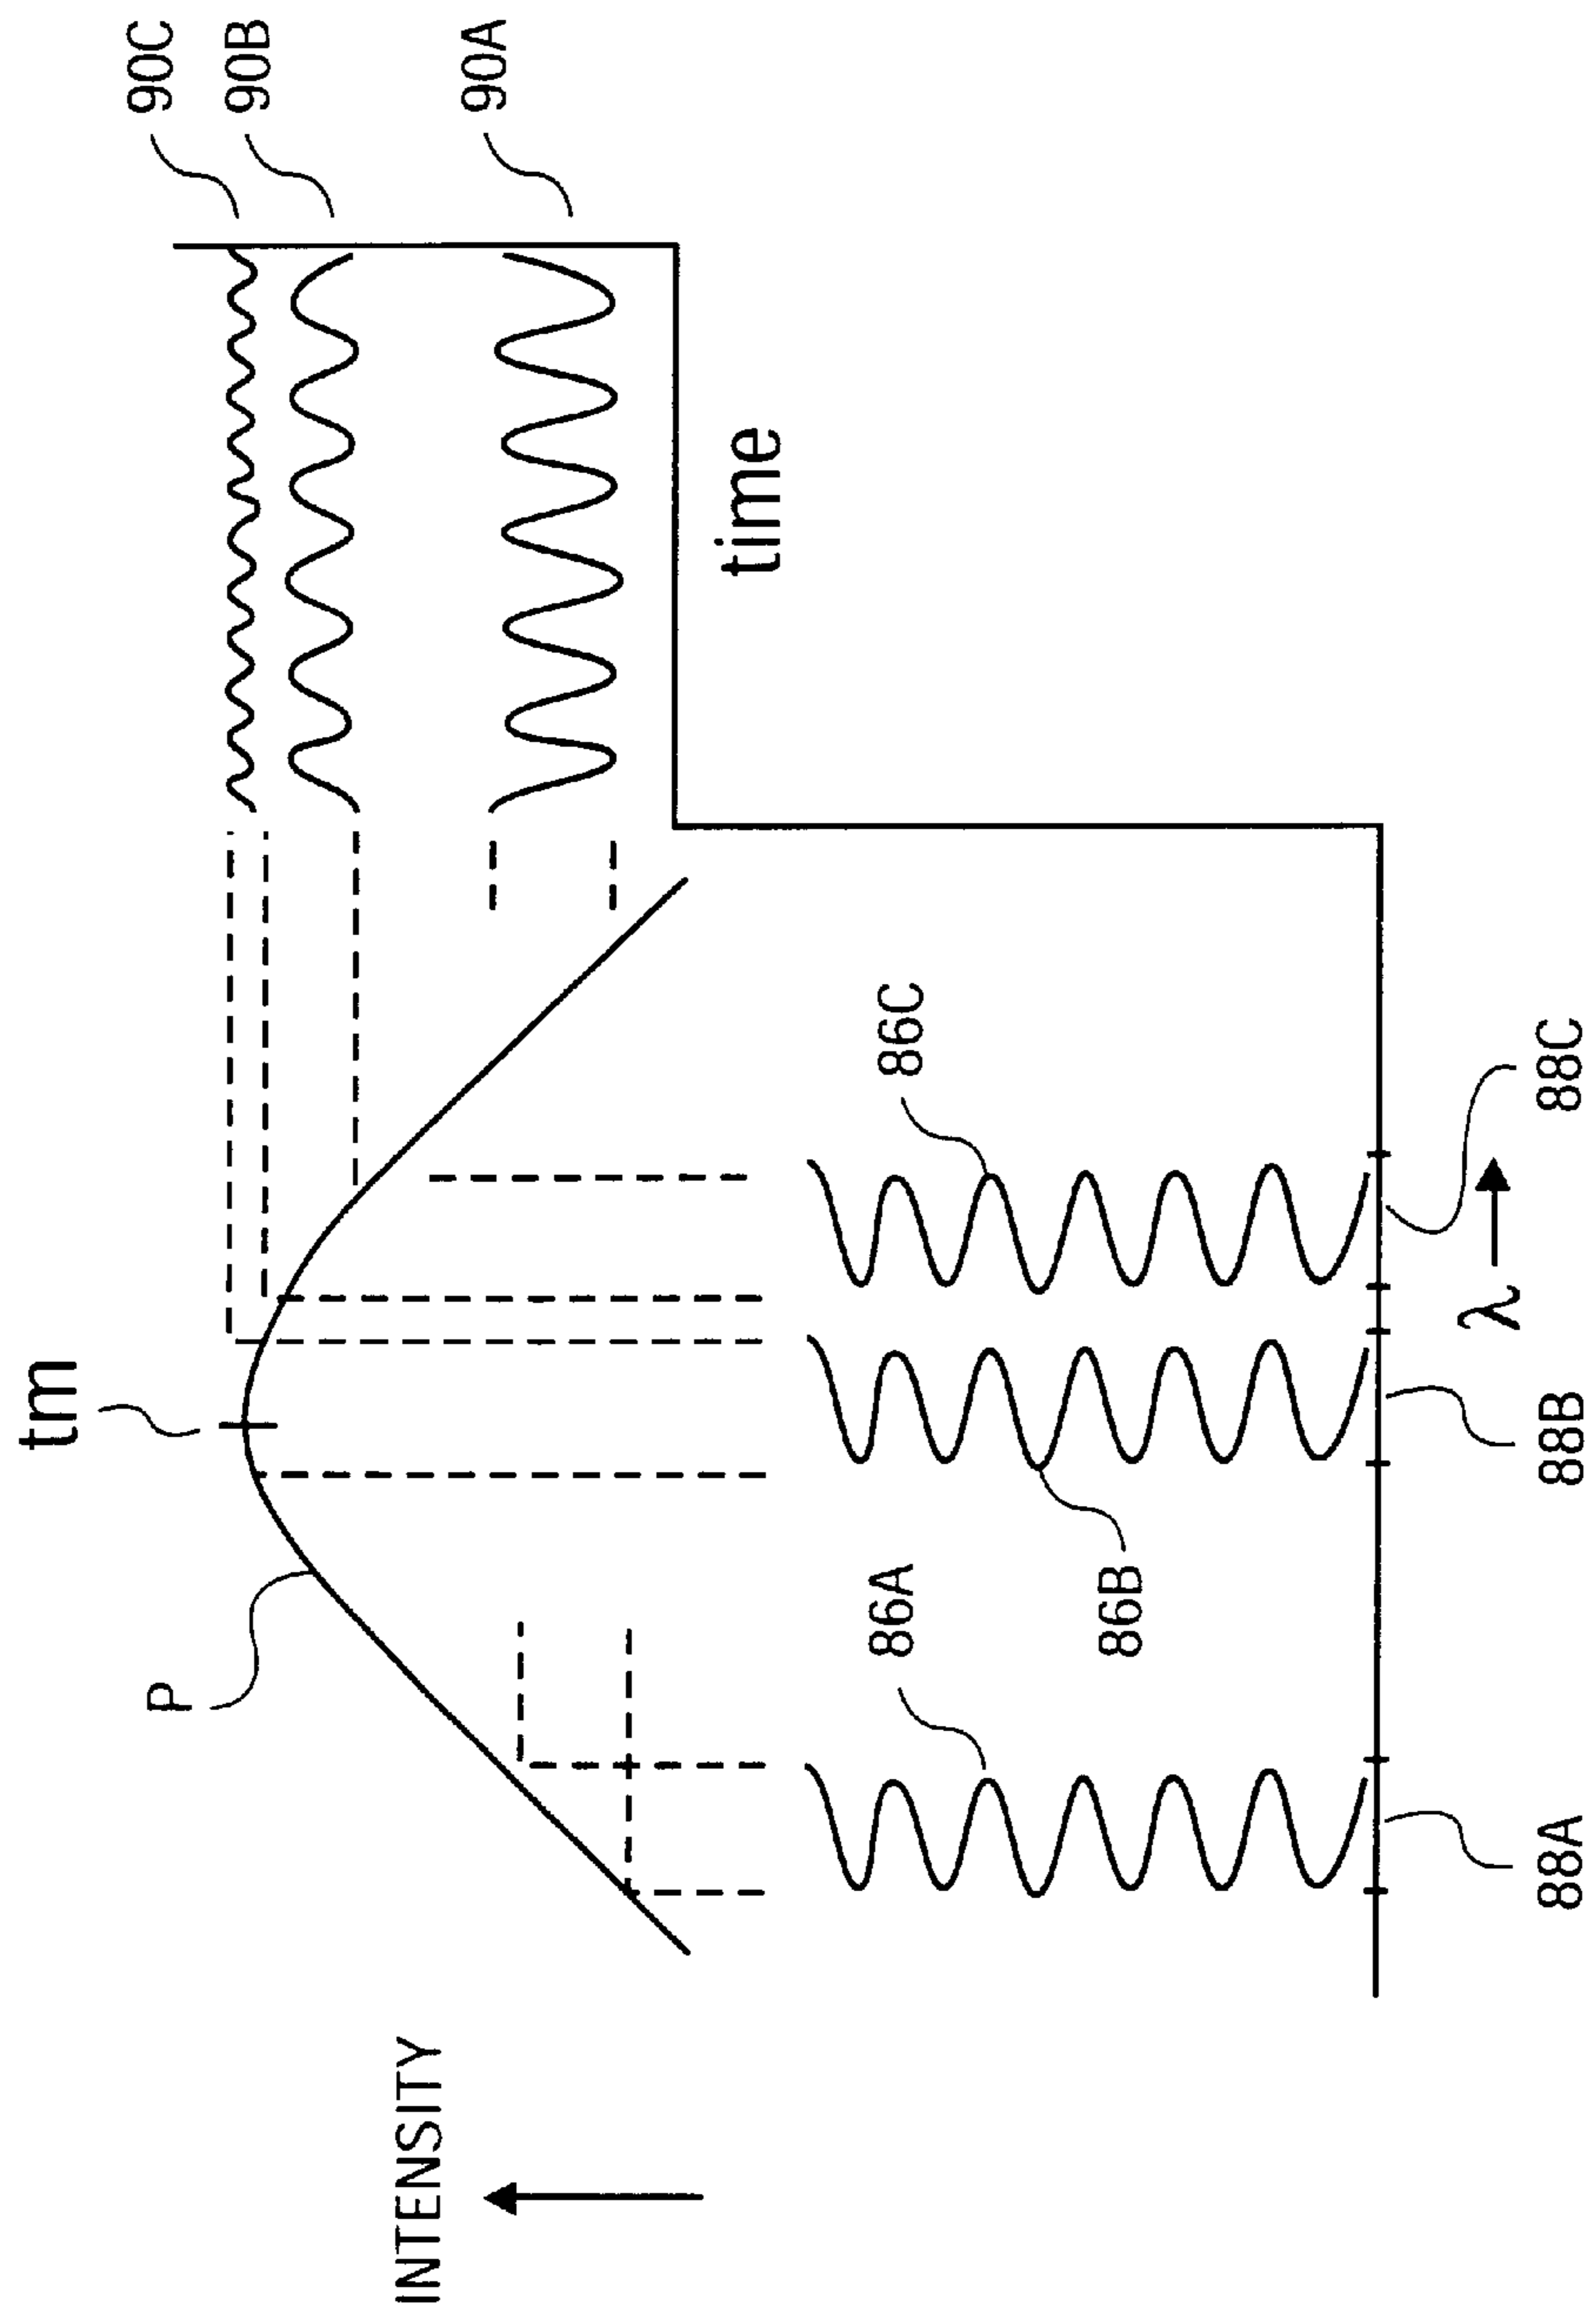 tm
P
90C
90B
90A
INTENSITY
time
86A
86B
86C
λ
88A
88B
88C